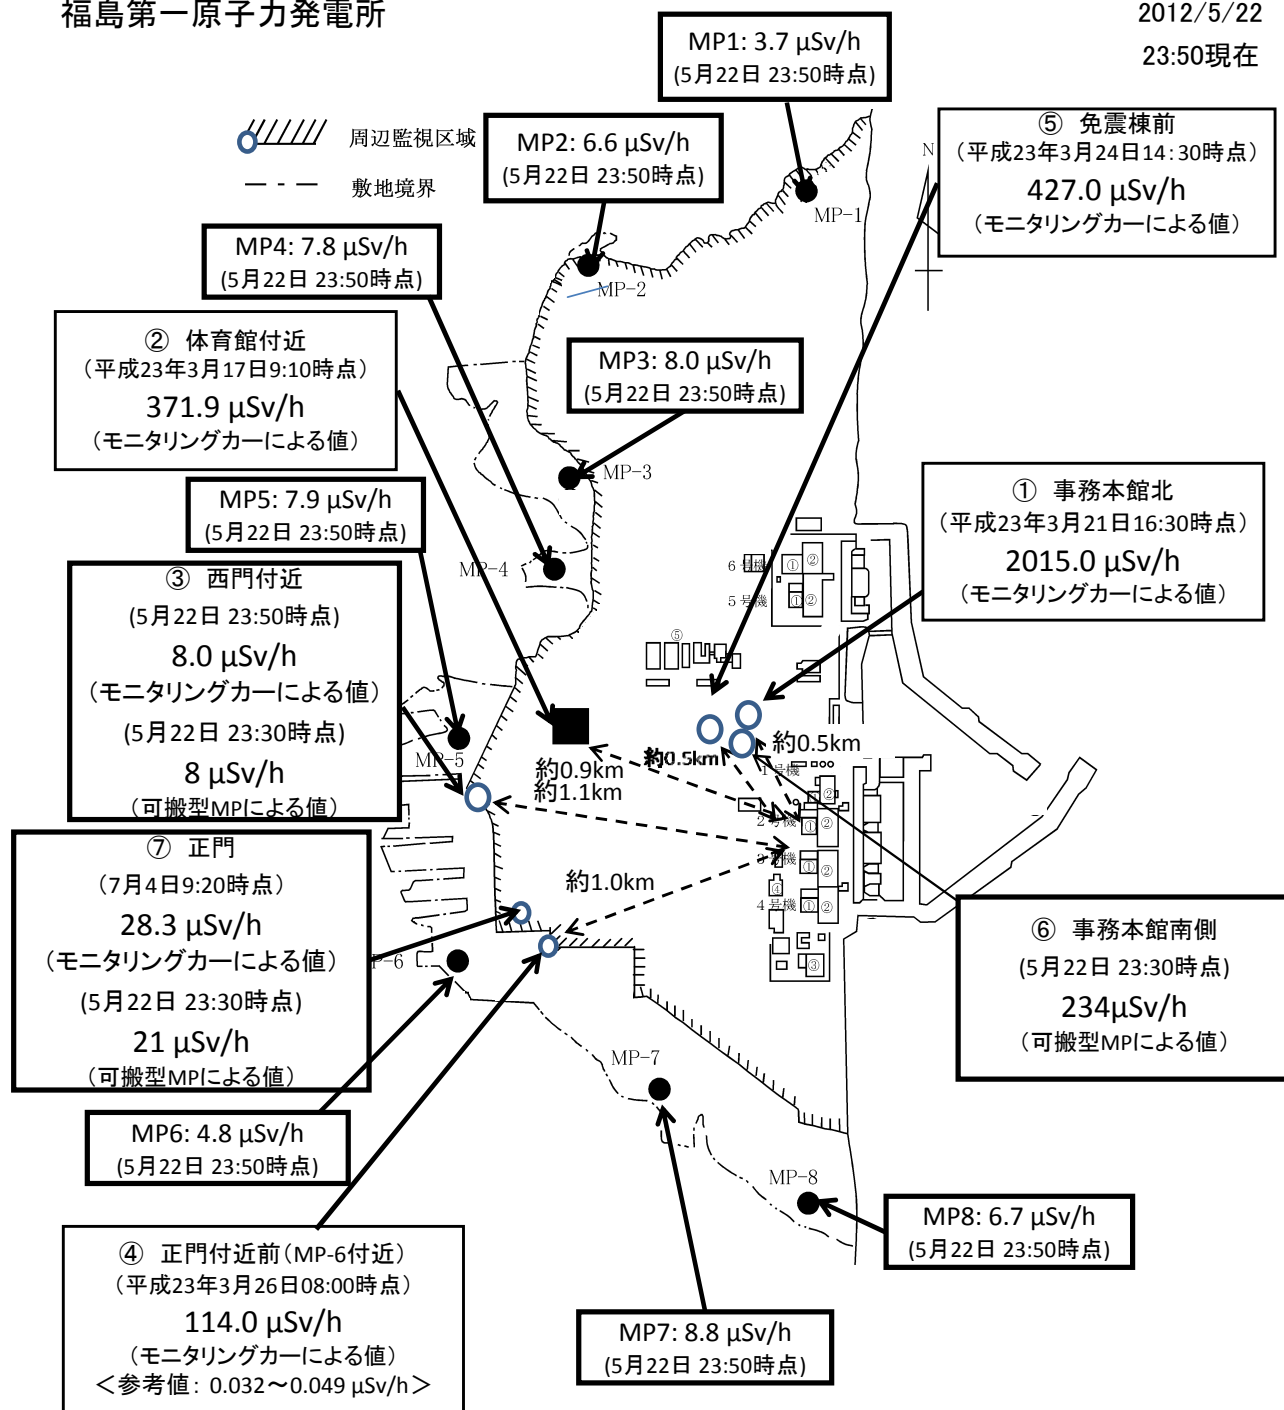 福島第一原子力発電所
2012/5/22
23:50現在
周辺監視区域
敷地境界
MP1: 3.7 μSv/h
(5月22日 23:50時点)
MP2: 6.6 μSv/h
(5月22日 23:50時点)
⑤ 免震棟前
（平成23年3月24日14:30時点）
427.0 μSv/h
（モニタリングカーによる値）
N
MP-1
MP4: 7.8 μSv/h
(5月22日 23:50時点)
MP-2
② 体育館付近
（平成23年3月17日9:10時点）
371.9 μSv/h
（モニタリングカーによる値）
MP3: 8.0 μSv/h
(5月22日 23:50時点)
MP-3
MP5: 7.9 μSv/h
(5月22日 23:50時点)
① 事務本館北
（平成23年3月21日16:30時点）
2015.0 μSv/h
（モニタリングカーによる値）
MP-4
6号機
① ②
5号機
① ②
③ 西門付近
(5月22日 23:50時点)
8.0 μSv/h
（モニタリングカーによる値）
(5月22日 23:30時点)
8 μSv/h
（可搬型MPによる値）
⑤
MP-5
約0.9km
約1.1km
約0.5km
約0.5km
1号機
① ②
2号機
① ②
3号機
① ②
④
4号機
① ②
③
約1.0km
⑦ 正門
（7月4日9:20時点）
28.3 μSv/h
（モニタリングカーによる値）
(5月22日 23:30時点)
21 μSv/h
（可搬型MPによる値）
P-6
⑥ 事務本館南側
(5月22日 23:30時点)
234μSv/h
（可搬型MPによる値）
MP-7
MP6: 4.8 μSv/h
(5月22日 23:50時点)
MP-8
MP8: 6.7 μSv/h
(5月22日 23:50時点)
④ 正門付近前（MP-6付近）
（平成23年3月26日08:00時点）
114.0 μSv/h
（モニタリングカーによる値）
＜参考値： 0.032～0.049 μSv/h＞
MP7: 8.8 μSv/h
(5月22日 23:50時点)